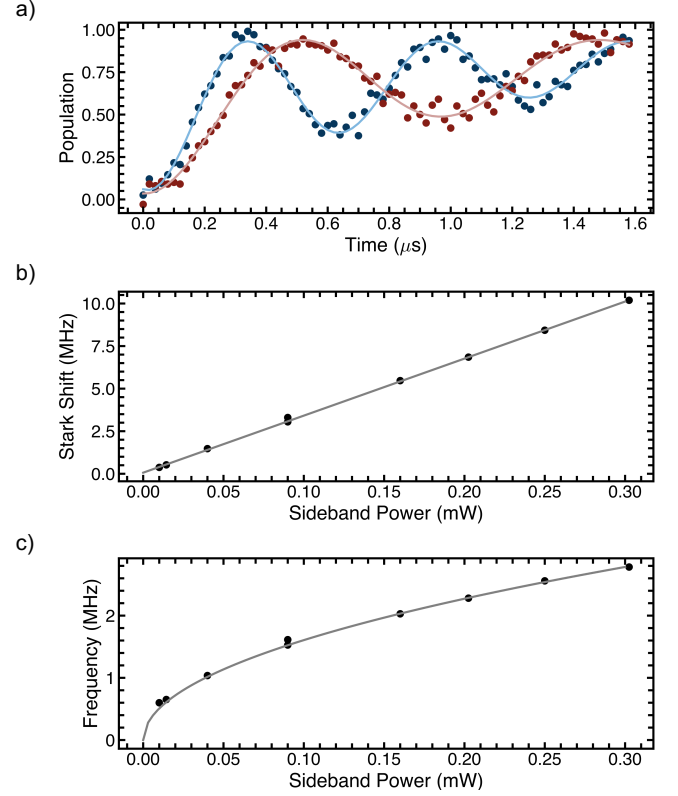 a)
1.00
0.75
0.50
0.25
0.00
Population
0.0 0.2 0.4 0.6 0.8 1.0 1.2 1.4 1.6
Time (μs)
b)
10.0
7.5
5.0
2.5
0.0
Stark Shift (MHz)
0.00 0.05 0.10 0.15 0.20 0.25 0.30
Sideband Power (mW)
c)
2
1
0
Frequency (MHz)
0.00 0.05 0.10 0.15 0.20 0.25 0.30
Sideband Power (mW)